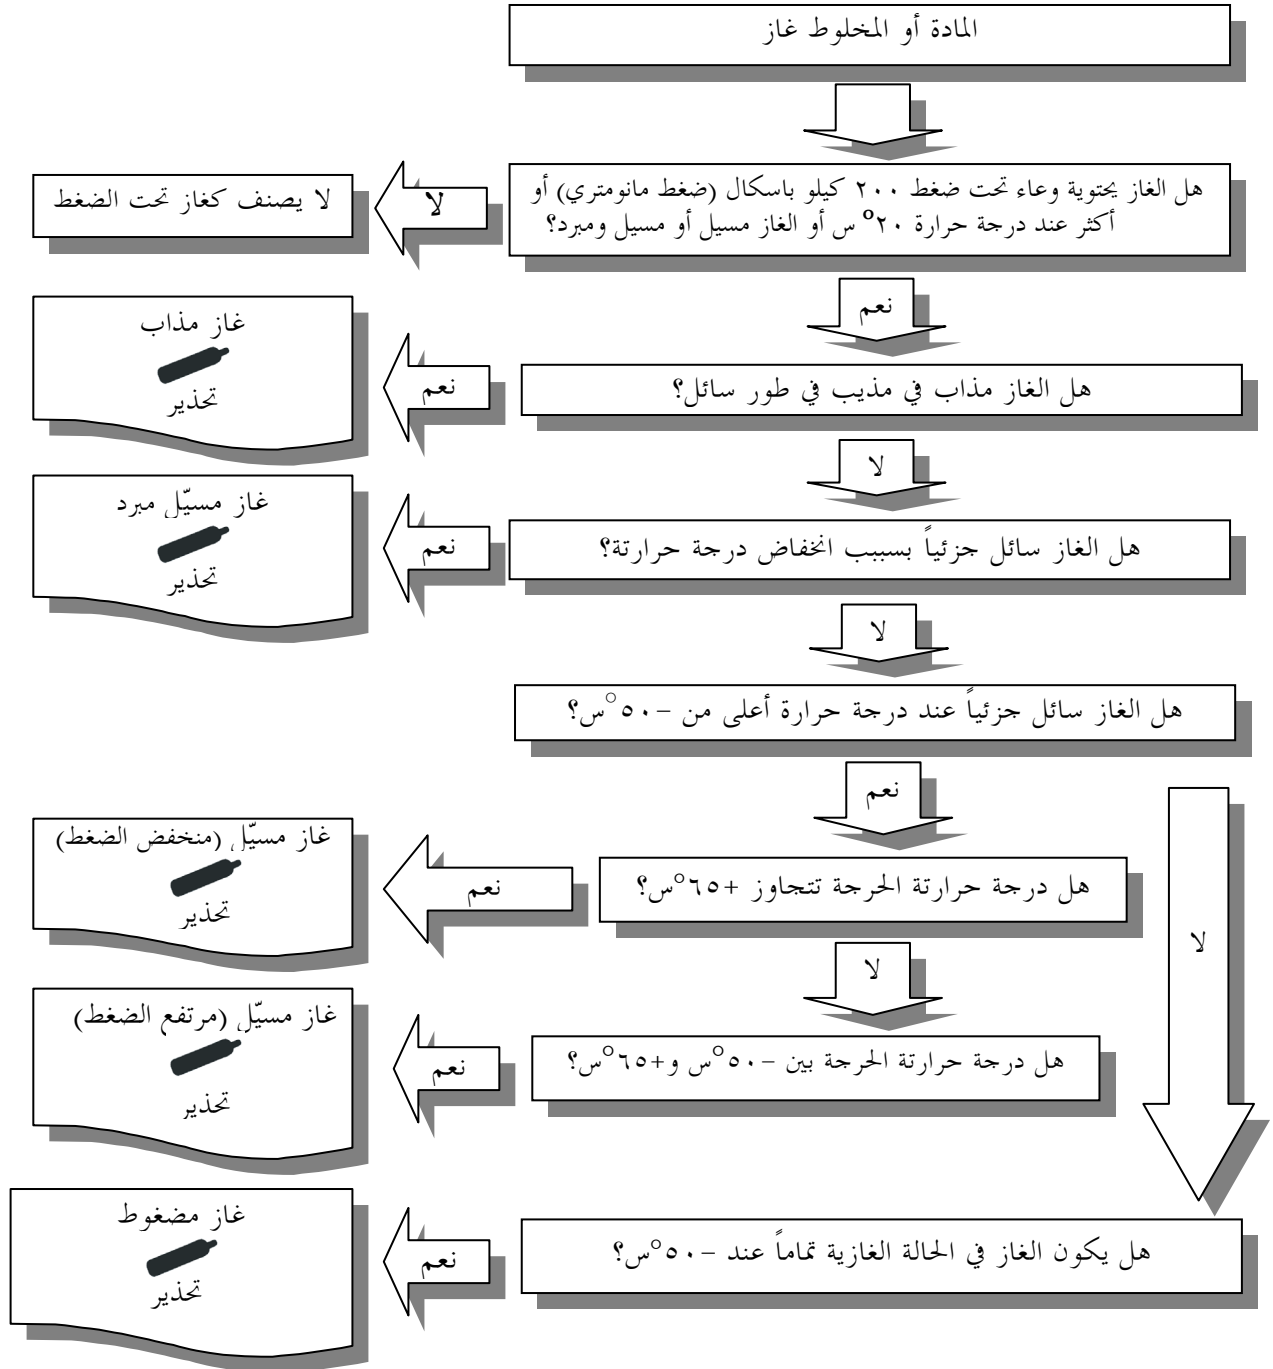 المادة أو المخلوط غاز
هل الغاز يحتوية وعاء تحت ضغط ٢٠٠ كيلو باسكال (ضغط مانومتري) أو
أكثر عند درجة حرارة ٢٠° س أو الغاز مسيل أو مسيل ومبرد؟
لا
لا يصنف كغاز تحت الضغط
نعم
هل الغاز مذاب في مذيب في طور سائل؟
نعم
غاز مذاب
تحذير
لا
هل الغاز سائل جزئياً بسببب انخفاض درجة حرارتة؟
نعم
غاز مسيّل مبرد
تحذير
لا
هل الغاز سائل جزئياً عند درجة حرارة أعلى من –٥٠°س؟
نعم
هل درجة حرارتة الحرجة تتجاوز +٦٥°س؟
نعم
غاز مسيّل (منخفض الضغط)
تحذير
لا
لا
هل درجة حرارتة الحرجة بين –٥٠°س و+٦٥°س؟
نعم
غاز مسيّل (مرتفع الضغط)
تحذير
هل يكون الغاز في الحالة الغازية تماماً عند –٥٠°س؟
نعم
غاز مضغوط
تحذير